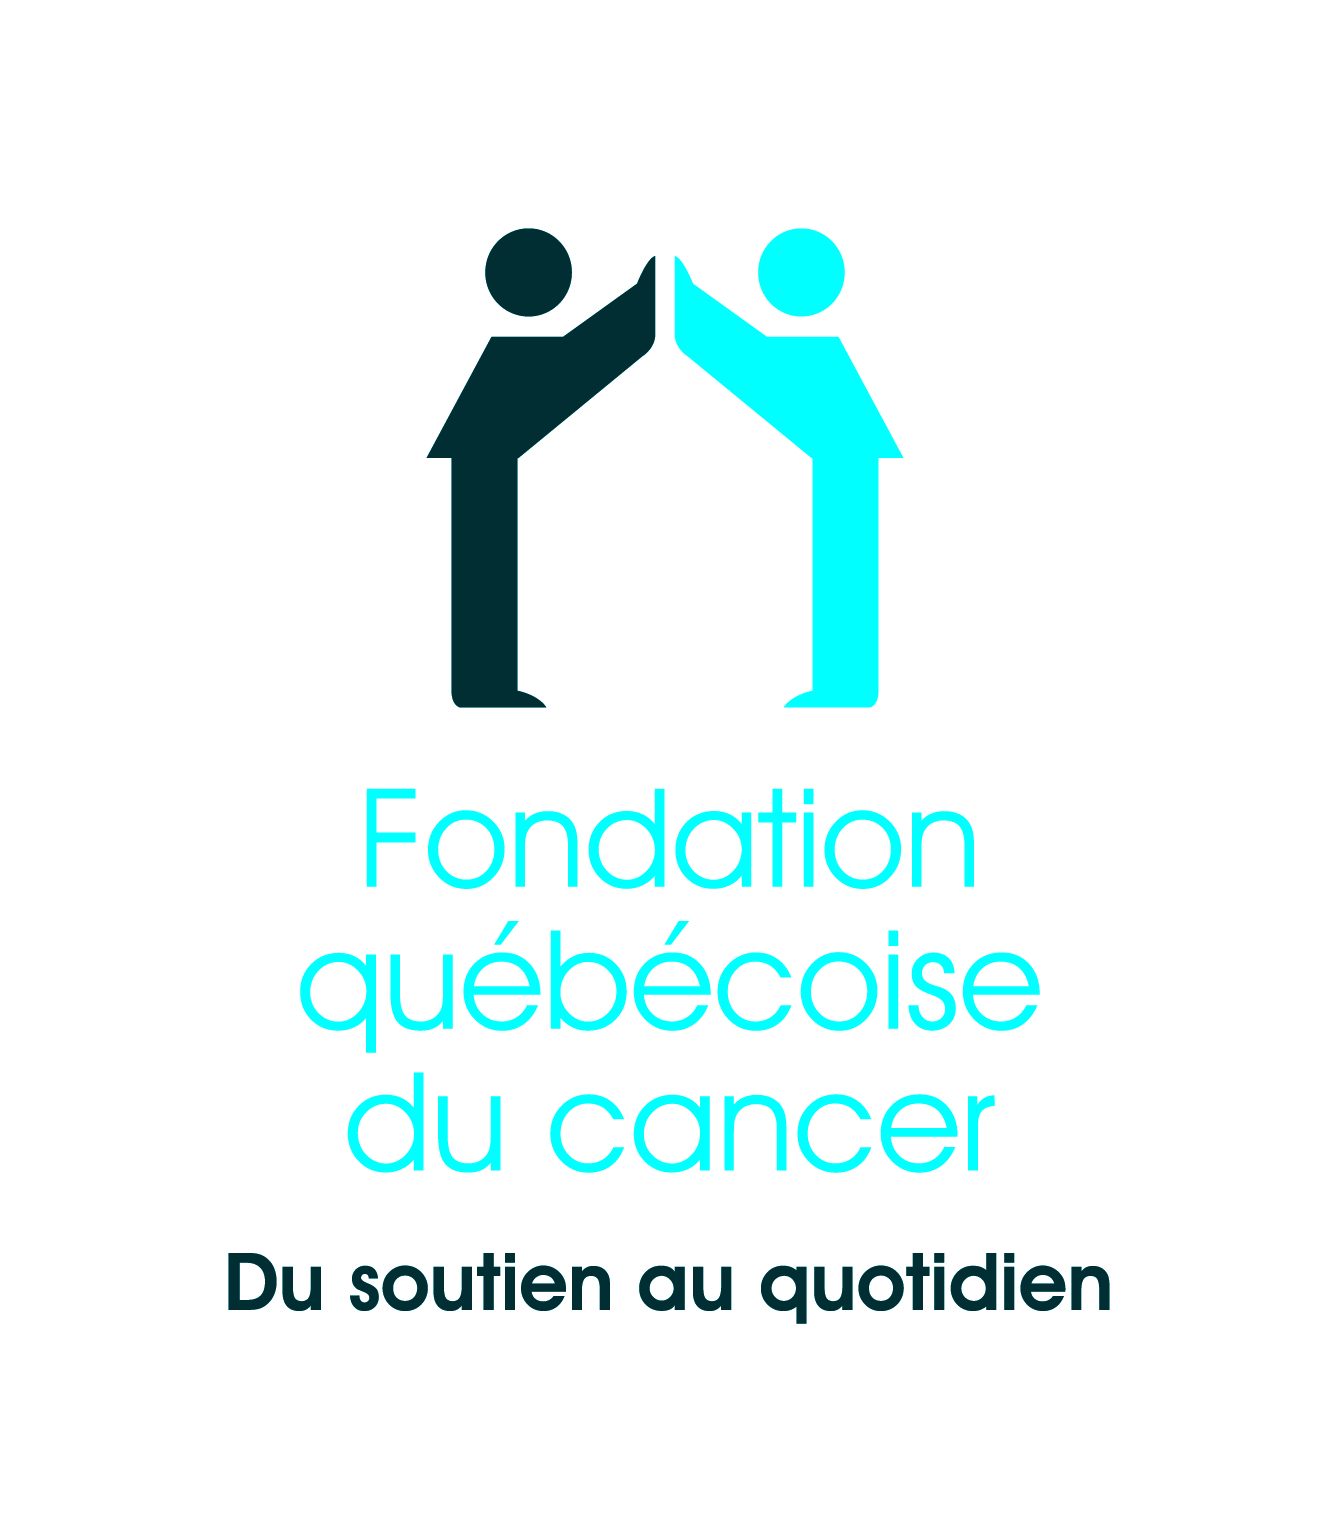 Fondation
québécoise
du cancer
Du soutien au quotidien